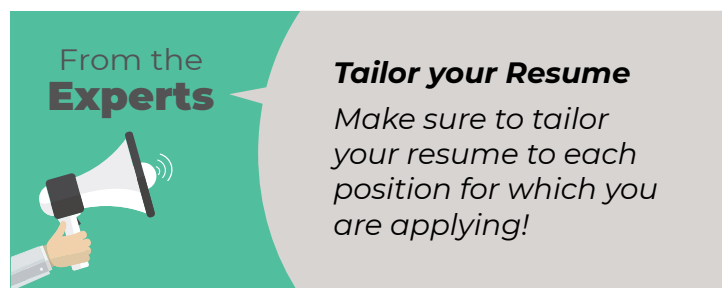 From the
Experts
Tailor your Resume
Make sure to tailor
your resume to each
position for which you
are applying!